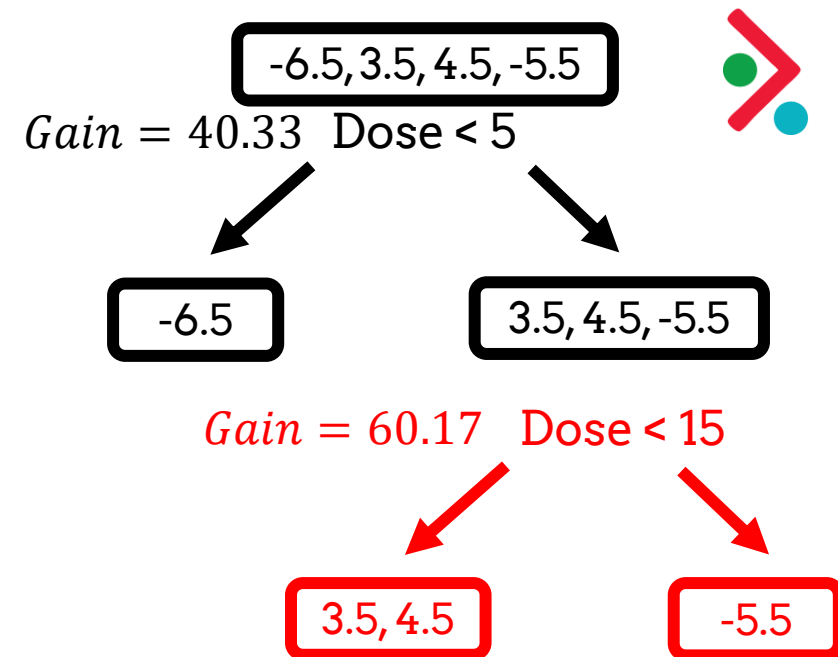 -6.5, 3.5, 4.5, -5.5
Gain = 40.33 Dose < 5
-6.5
3.5, 4.5, -5.5
Gain = 60.17 Dose < 15
3.5, 4.5
-5.5